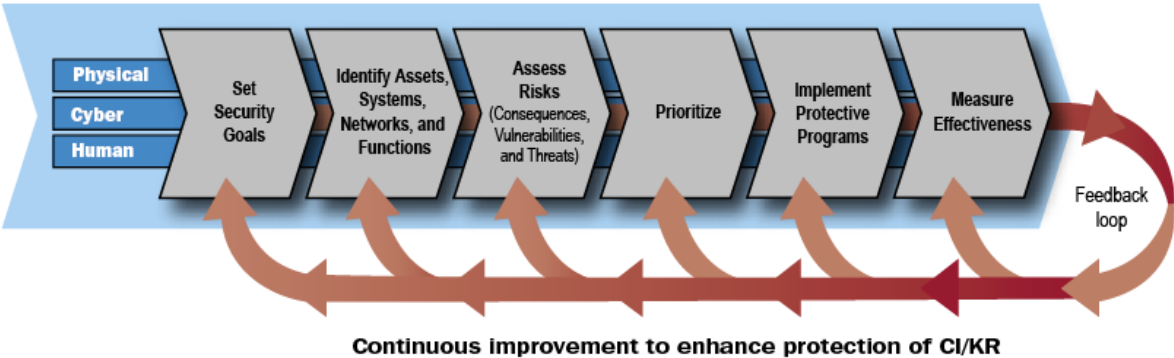 Physical
Cyber
Human
Set
Security
Goals
Identify Assets,
Systems,
Networks, and
Functions
Assess
Risks
(Consequences,
Vulnerabilities,
and Threats)
Prioritize
Implement
Protective
Programs
Measure
Effectiveness
Feedback
loop
Continuous improvement to enhance protection of CI/KR